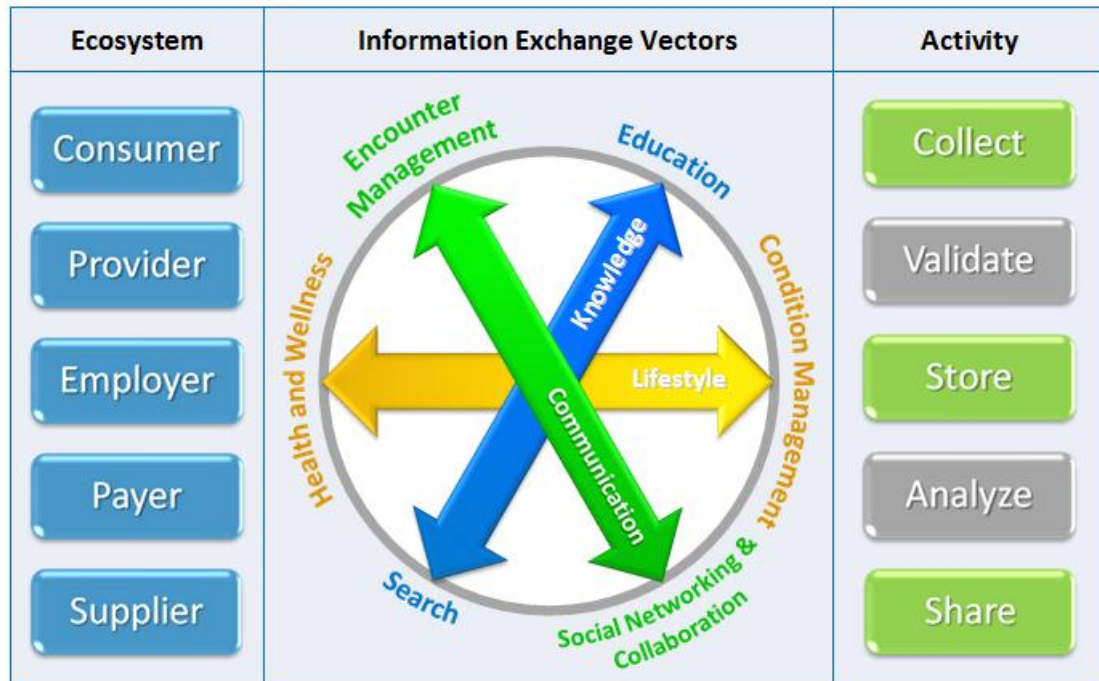 Ecosystem
Information Exchange Vectors
Activity
Consumer
Provider
Employer
Payer
Supplier
Encounter
Management
Education
Health and Wellness
Condition Management
Knowledge
Lifestyle
Communication
Search
Social Networking &
Collaboration
Collect
Validate
Store
Analyze
Share